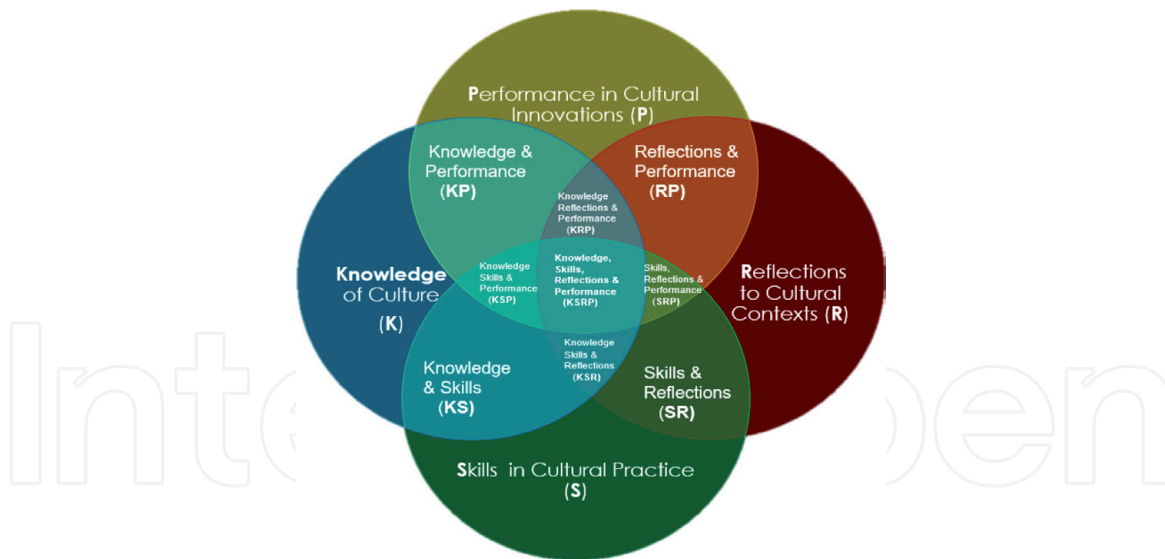 Performance in Cultural
Innovations (P)
Knowledge &
Performance
(KP)
Reflections &
Performance
(RP)
Knowledge
Reflections &
Performance
(KRP)
Knowledge
of Culture
(K)
Knowledge
Skills &
Performance
(KSP)
Knowledge,
Skills,
Reflections &
Performance
(KSRP)
Skills,
Reflections &
Performance
(SRP)
Reflections
to Cultural
Contexts (R)
Knowledge
Skills &
Reflections
(KSR)
Knowledge
& Skills
(KS)
Skills &
Reflections
(SR)
Skills in Cultural Practice
(S)